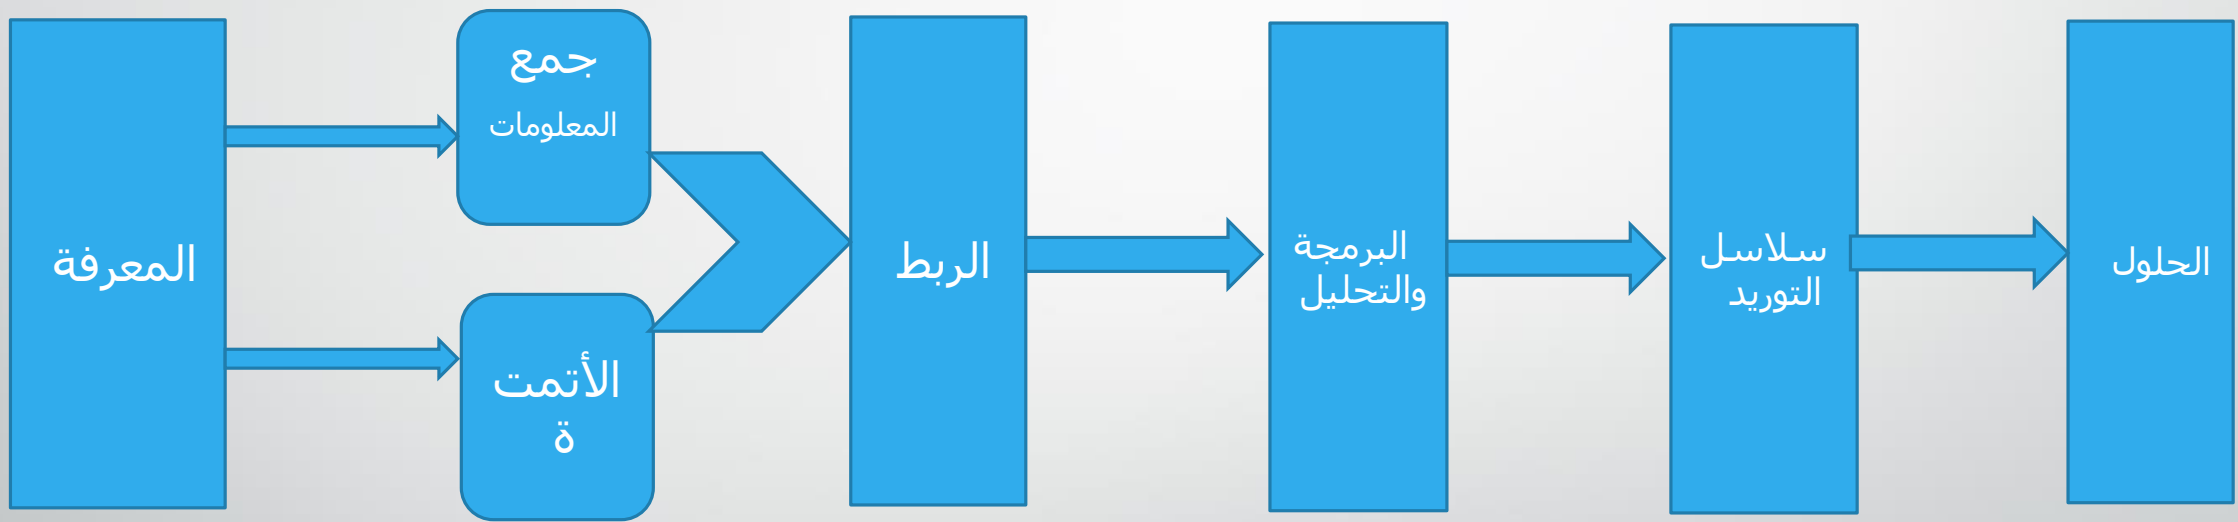 المعرفة
جمع
المعلومات
الأتمت
ة
الربط
البرمجة
والتحليل
سلاسل
التوريد
الحلول